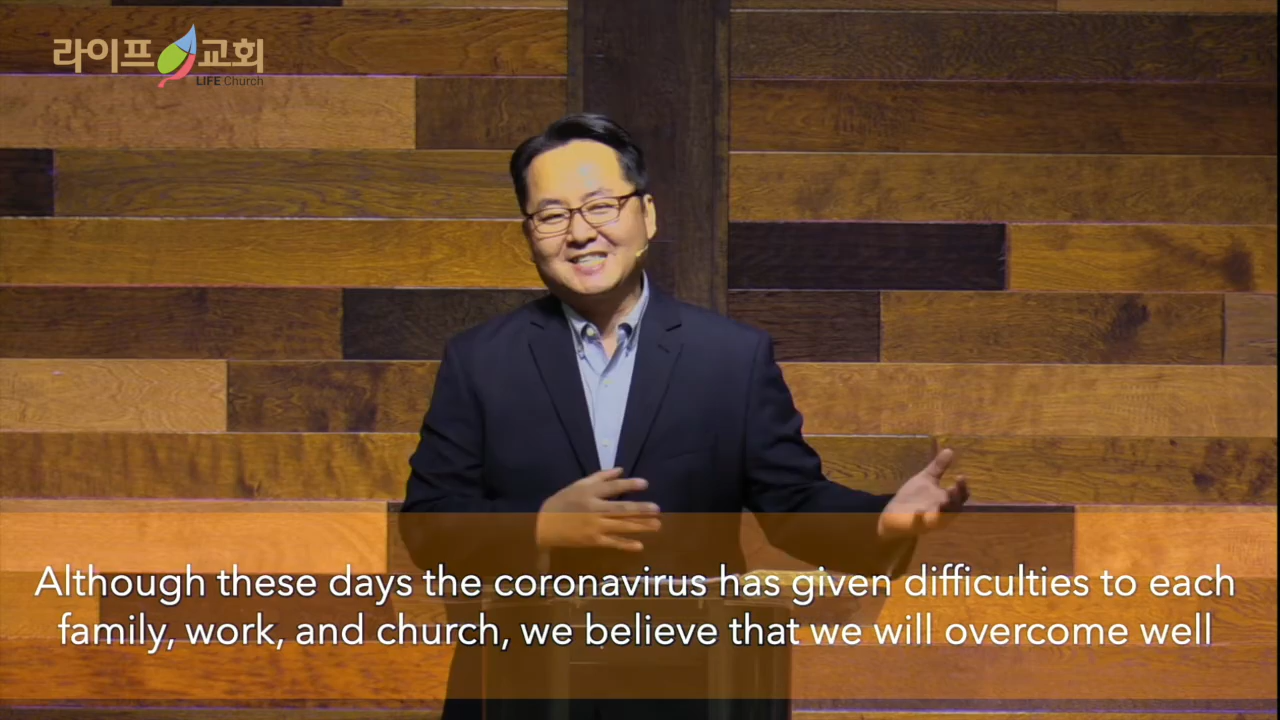 라이프 교회
LIFE Church
Although these days the coronavirus has given difficulties to each
family, work, and church, we believe that we will overcome well